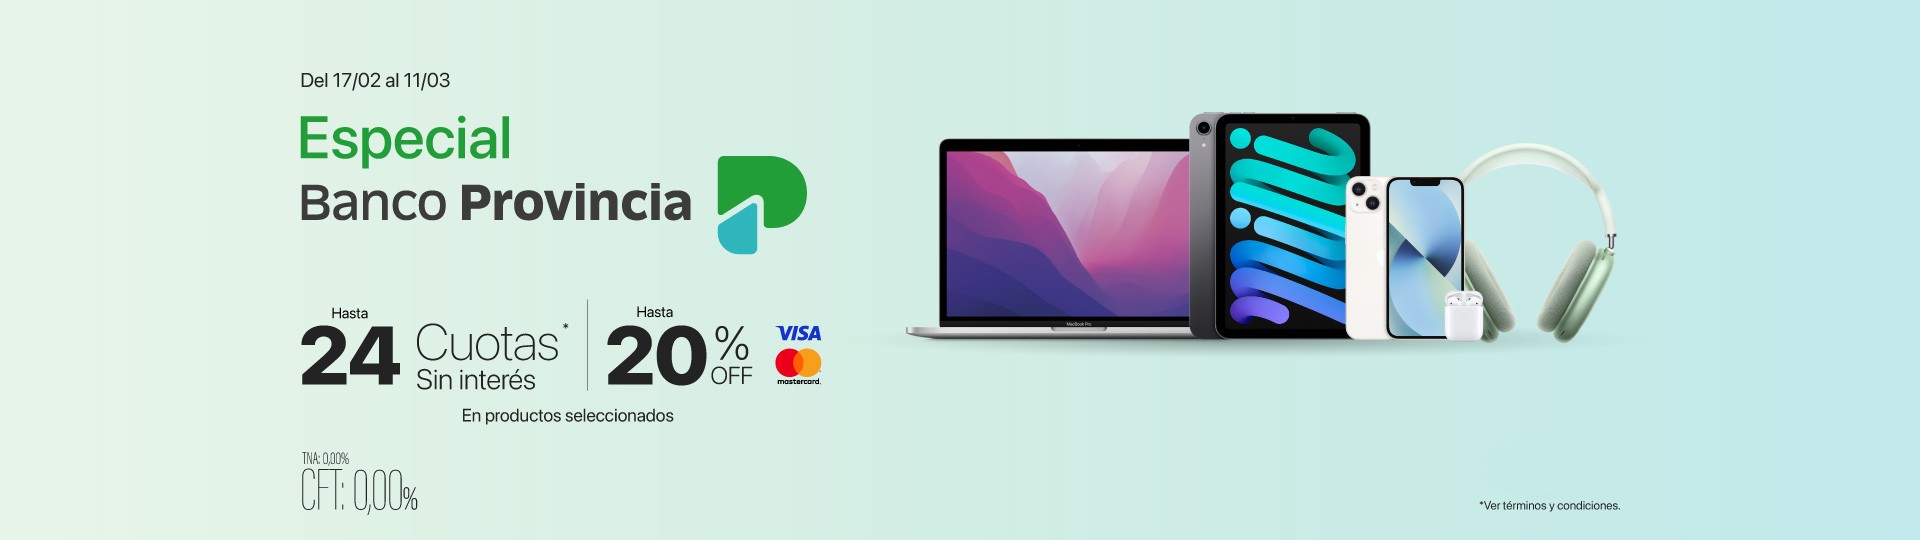 Del 17/02 al 11/03
Especial
Banco Provincia
Hasta
24 Cuotas*
Sin interés
Hasta
20%
OFF
VISA
mastercard.
En productos seleccionados
TNA: 0,00%
CFT: 0,00%
MacBook Pro
*Ver términos y condiciones.